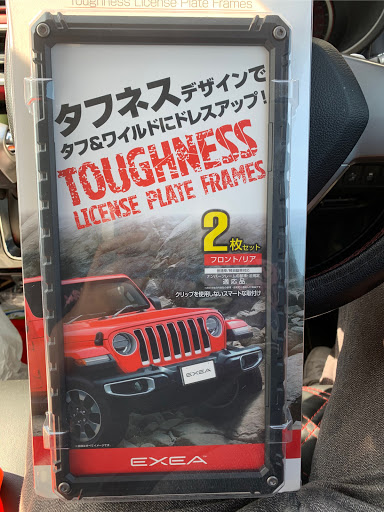 Toughness License Plate Frames
タフネスデザインで
タフ&ワイルドにドレスアップ!
TOUGHNESS
LICENSE PLATE FRAMES
2枚セット
フロント/リア
適応品
クリップを使用しないスマートな取付け
EXEA
EXEA